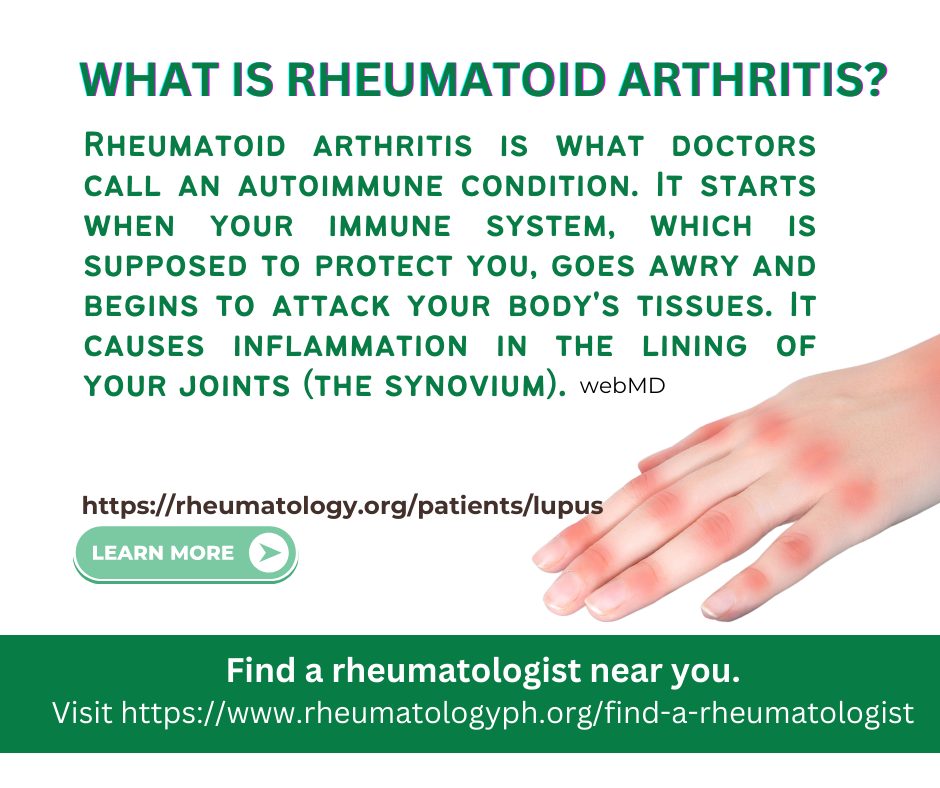 WHAT IS RHEUMATOID ARTHRITIS?
RHEUMATOID ARTHRITIS IS WHAT DOCTORS
CALL AN AUTOIMMUNE CONDITION. IT STARTS
WHEN YOUR IMMUNE SYSTEM, WHICH IS
SUPPOSED TO PROTECT YOU, GOES AWRY AND
BEGINS TO ATTACK YOUR BODY'S TISSUES. IT
CAUSES INFLAMMATION IN THE LINING OF
YOUR JOINTS (THE SYNOVIUM). webMD
https://rheumatology.org/patients/lupus
LEARN MORE
Find a rheumatologist near you.
Visit https://www.rheumatologyph.org/find-a-rheumatologist